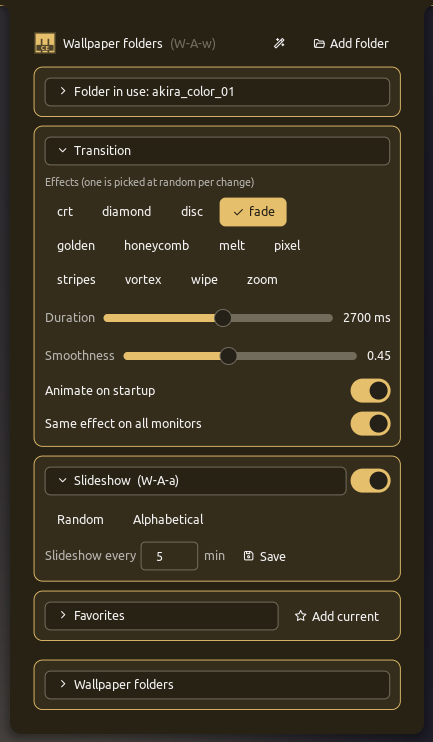 Wallpaper folders (W-A-w) Add folder
Folder in use: akira_color_01
Transition
Effects (one is picked at random per change)
crt diamond disc fade
golden honeycomb melt pixel
stripes vortex wipe zoom
Duration 2700 ms
Smoothness 0.45
Animate on startup
Same effect on all monitors
Slideshow (W-A-a)
Random Alphabetical
Slideshow every 5 min Save
Favorites Add current
Wallpaper folders